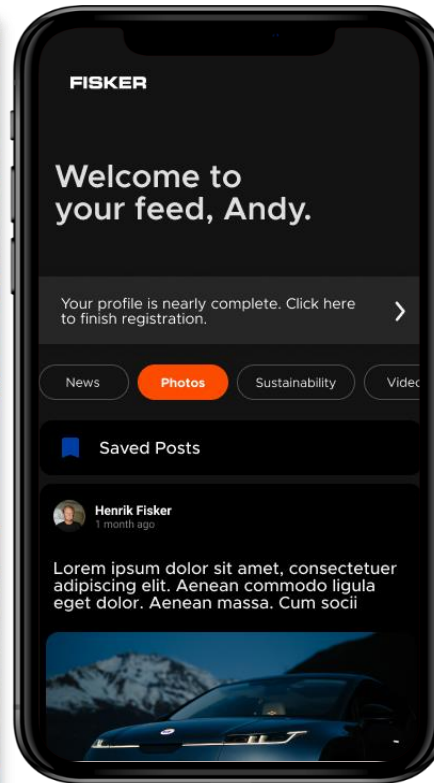 FISKER
Welcome to
your feed, Andy.
Your profile is nearly complete. Click here
to finish registration.
News Photos Sustainability Videc
Saved Posts
Henrik Fisker
1 month ago
Lorem ipsum dolor sit amet, consectetuer
adipiscing elit. Aenean commodo ligula
eget dolor. Aenean massa. Cum socii